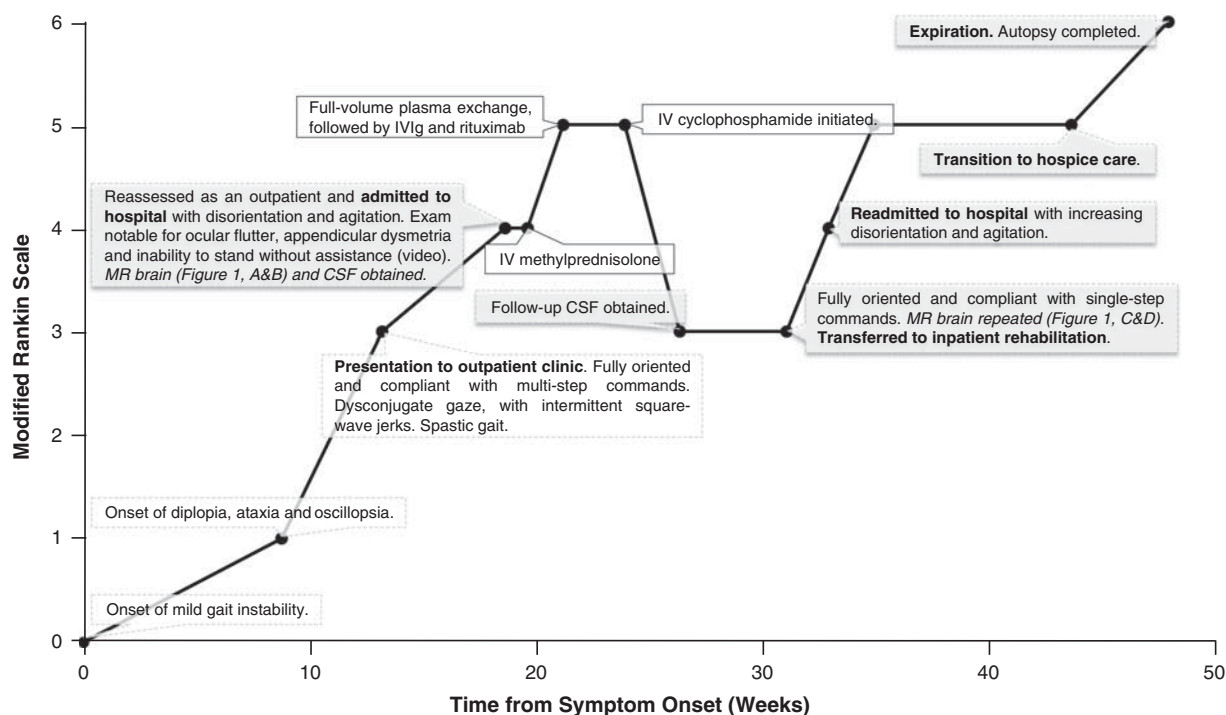 6
Expiration. Autopsy completed.
Full-volume plasma exchange,
followed by IVIg and rituximab
IV cyclophosphamide initiated.
5
Transition to hospice care.
Reassessed as an outpatient and admitted to
hospital with disorientation and agitation. Exam
notable for ocular flutter, appendicular dysmetria
and inability to stand without assistance (video).
MR brain (Figure 1, A&B) and CSF obtained.
4
Readmitted to hospital with increasing
disorientation and agitation.
IV methylprednisolone
Follow-up CSF obtained.
Fully oriented and compliant with single-step
commands. MR brain repeated (Figure 1, C&D).
Transferred to inpatient rehabilitation.
3
Presentation to outpatient clinic. Fully oriented
and compliant with multi-step commands.
Dysconjugate gaze, with intermittent square-
wave jerks. Spastic gait.
2
Onset of diplopia, ataxia and oscillopsia.
1
Onset of mild gait instability.
0
Modified Rankin Scale
0 10 20 30 40 50
Time from Symptom Onset (Weeks)